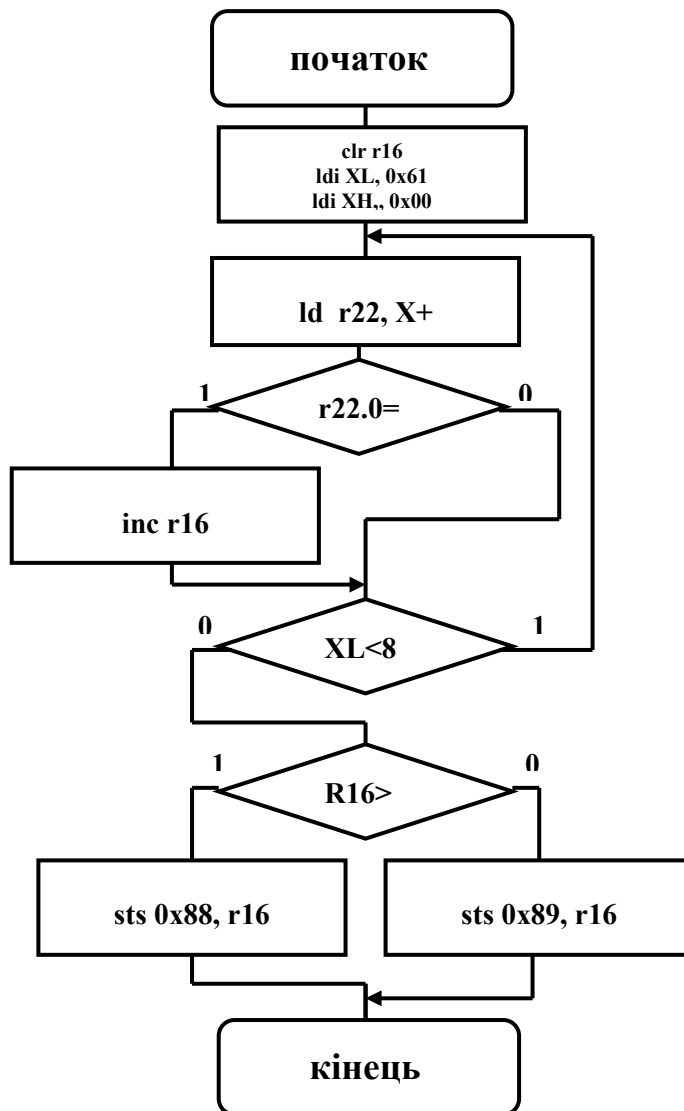 початок
clr r16
ldi XL, 0x61
ldi XH,, 0x00
ld r22, X+
1
0
r22.0=
inc r16
0
1
XL<8
1
0
R16>
sts 0x88, r16
sts 0x89, r16
кінець